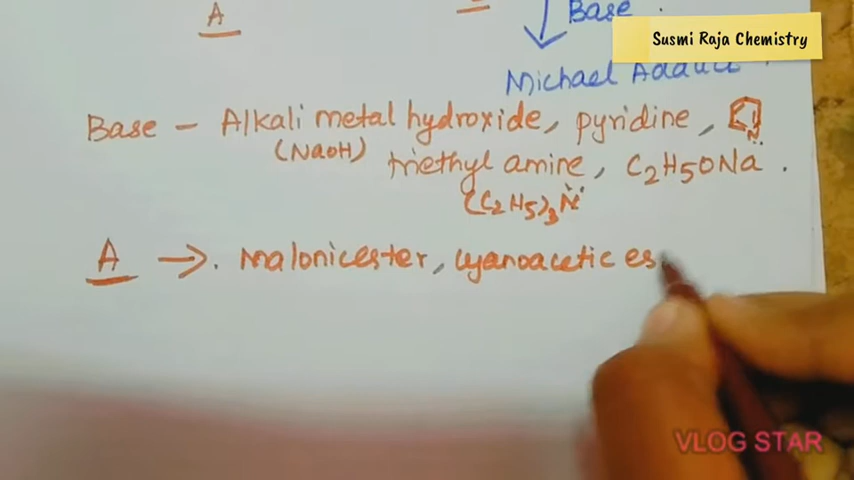 A
Base.
Susmi Raja Chemistry
Michael Adduct
Base - Alkali metal hydroxide, pyridine, N
(NaOH) triethyl amine, C2H5ONa.
(C2H5)3N
A →. Malonicester, cyanoacetic es
VLOG STAR